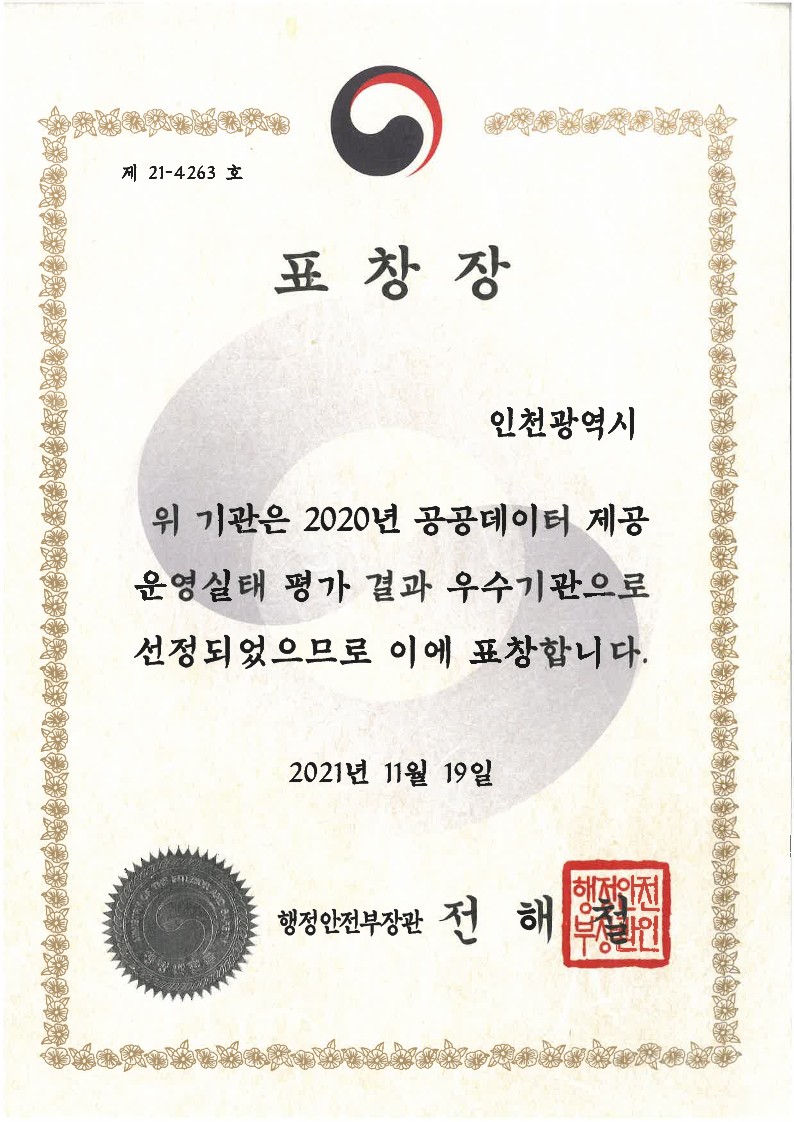 제 21-4263 호
표 창 장
인천광역시
위 기관은 2020년 공공데이터 제공
운영실태 평가 결과 우수기관으로
선정되었으므로 이에 표창합니다.
2021년 11월 19일
행정안전부장관 전 해 철
행정안전
부장관인